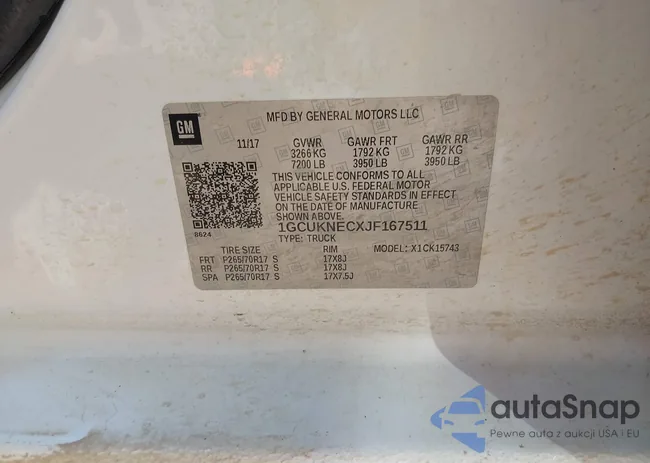 MFD BY GENERAL MOTORS LLC
GM
11/17 GVWR GAWR FRT GAWR RR
3266 KG 1792 KG 1792 KG
7200 LB 3950 LB 3950 LB
THIS VEHICLE CONFORMS TO ALL
APPLICABLE U.S. FEDERAL MOTOR
VEHICLE SAFETY STANDARDS IN EFFECT
ON THE DATE OF MANUFACTURE
SHOWN ABOVE.
8624
1GCUKNECXJF167511
TYPE: TRUCK
TIRE SIZE RIM MODEL: X1CK15743
FRT P265/70R17 S 17X8J
RR P265/70R17 S 17X8J
SPA P265/70R17 S 17X7.5J
autaSnap
Pewne auta z aukcji USA i EU